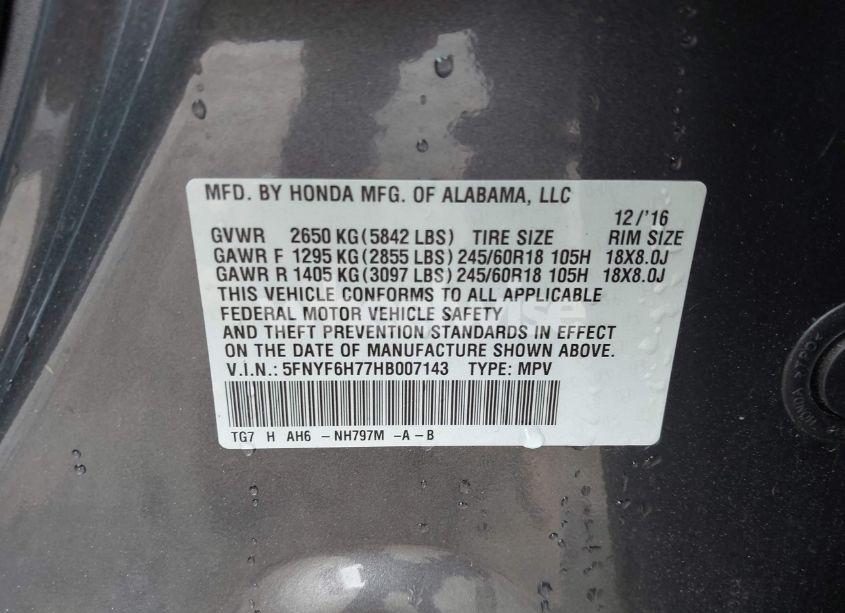 MFD. BY HONDA MFG. OF ALABAMA, LLC
12/'16
GVWR 2650 KG(5842 LBS) TIRE SIZE RIM SIZE
GAWR F 1295 KG(2855 LBS)245/60R18 105H 18X8.0J
GAWR R 1405 KG(3097 LBS)245/60R18 105H 18X8.0J
THIS VEHICLE CONFORMS TO ALL APPLICABLE
FEDERAL MOTOR VEHICLE SAFETY
AND THEFT PREVENTION STANDARDS IN EFFECT
ON THE DATE OF MANUFACTURE SHOWN ABOVE.
V.I.N.: 5FNYF6H77HB007143 TYPE: MPV
TG7 H AH6 - NH797M -A - B